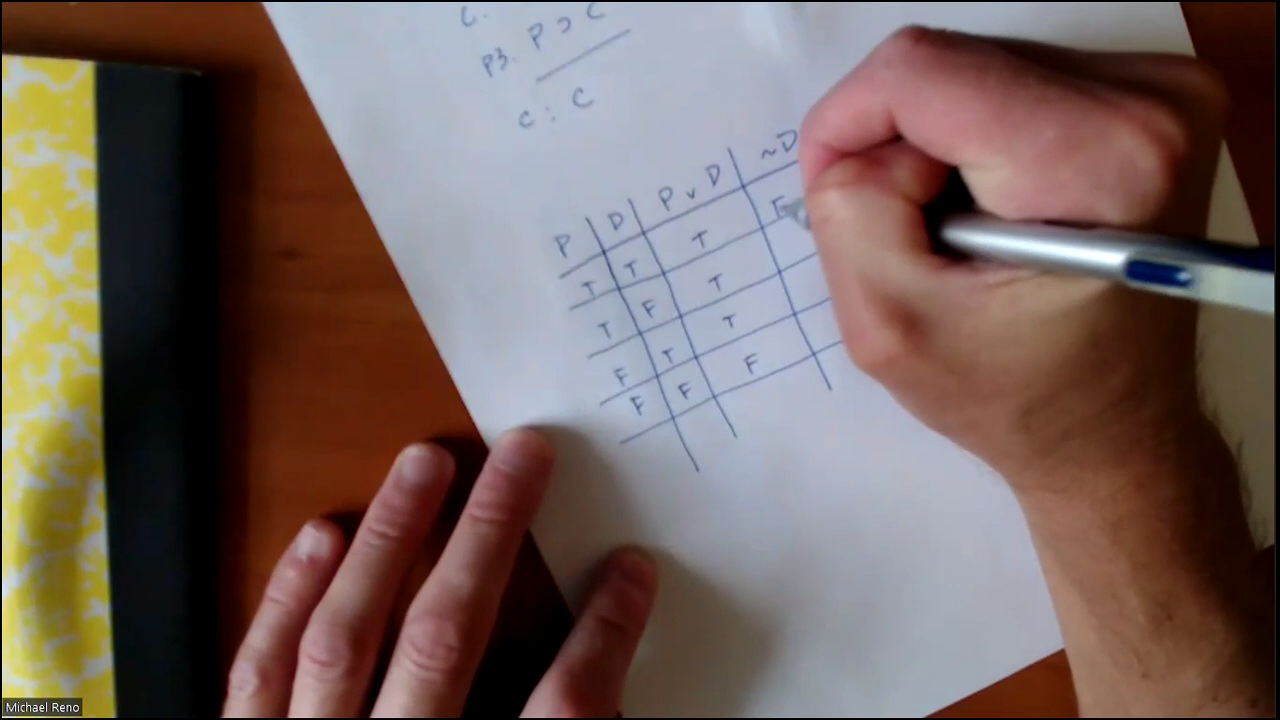 C.
P3. P ⊃ C
C: C
P D P v D ~D
T T T F
T F T
F T T
F F F
Michael Reno